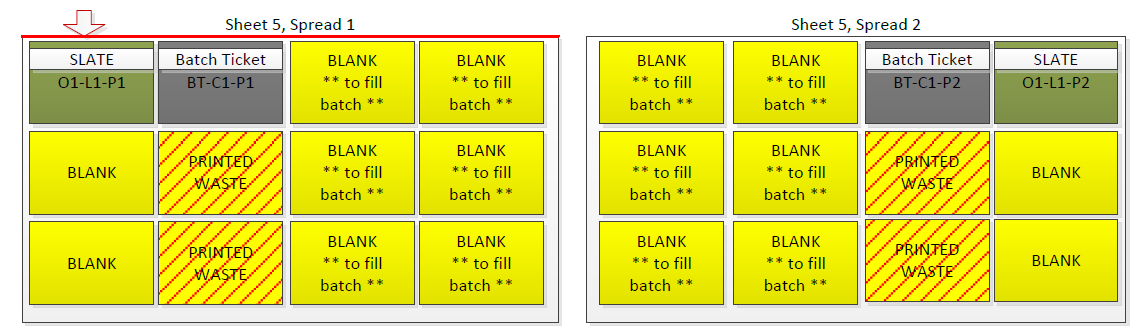 Sheet 5, Spread 1
SLATE
O1-L1-P1
Batch Ticket
BT-C1-P1
BLANK
** to fill
batch **
BLANK
** to fill
batch **
BLANK
PRINTED
WASTE
BLANK
** to fill
batch **
BLANK
** to fill
batch **
BLANK
PRINTED
WASTE
BLANK
** to fill
batch **
BLANK
** to fill
batch **
Sheet 5, Spread 2
BLANK
** to fill
batch **
BLANK
** to fill
batch **
Batch Ticket
BT-C1-P2
SLATE
O1-L1-P2
BLANK
** to fill
batch **
BLANK
** to fill
batch **
PRINTED
WASTE
BLANK
BLANK
** to fill
batch **
BLANK
** to fill
batch **
PRINTED
WASTE
BLANK